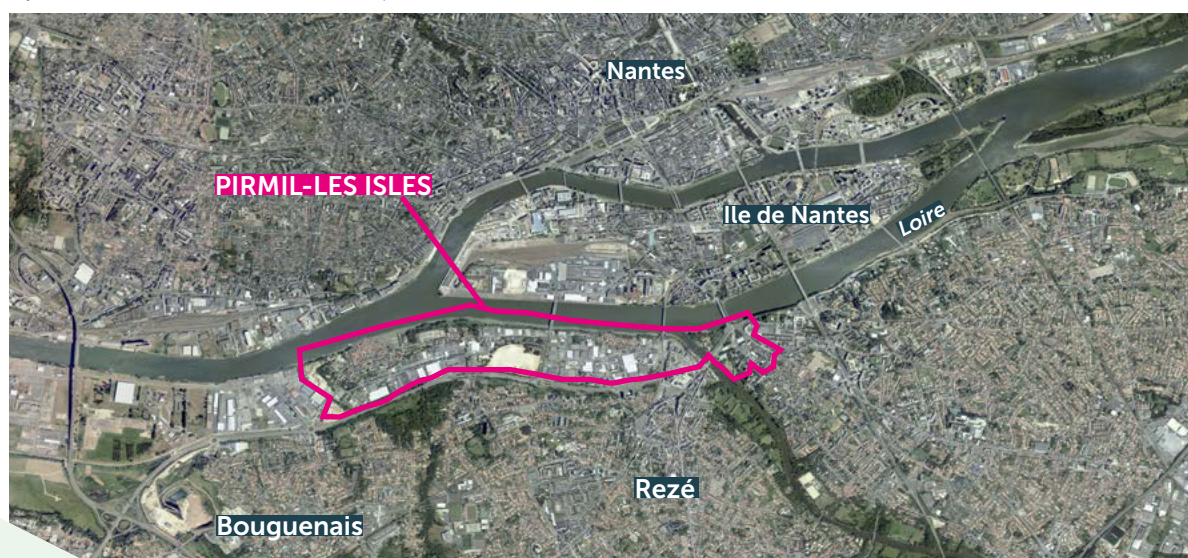 Nantes
PIRMIL-LES ISLES
Ile de Nantes
Loire
Rezé
Bouguenais